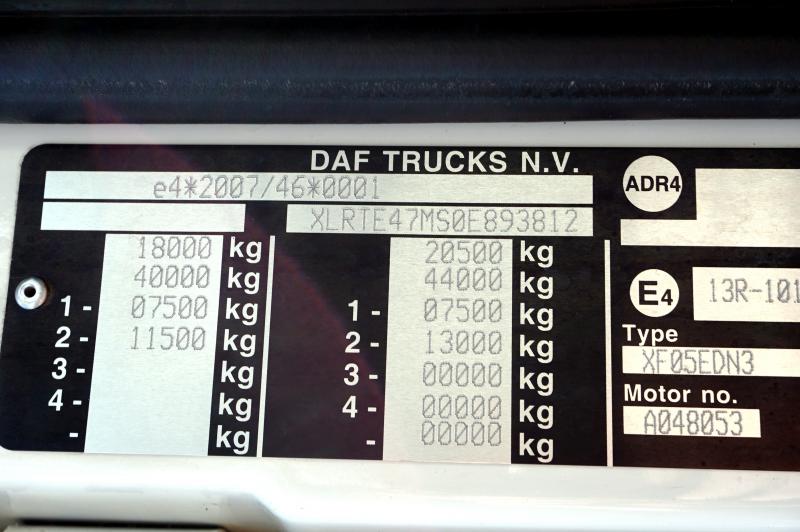 DAF TRUCKS N.V.
e4*2007/46*0001
XLRTE47MS0E893812
18000 kg
40000 kg
1- 07500 kg
2- 11500 kg
3- kg
4- kg
- kg
20500 kg
44000 kg
1- 07500 kg
2- 13000 kg
3- 00000 kg
4- 00000 kg
- 00000 kg
ADR4
E4 13R-101
Type
XF05EDN3
Motor no.
A048053